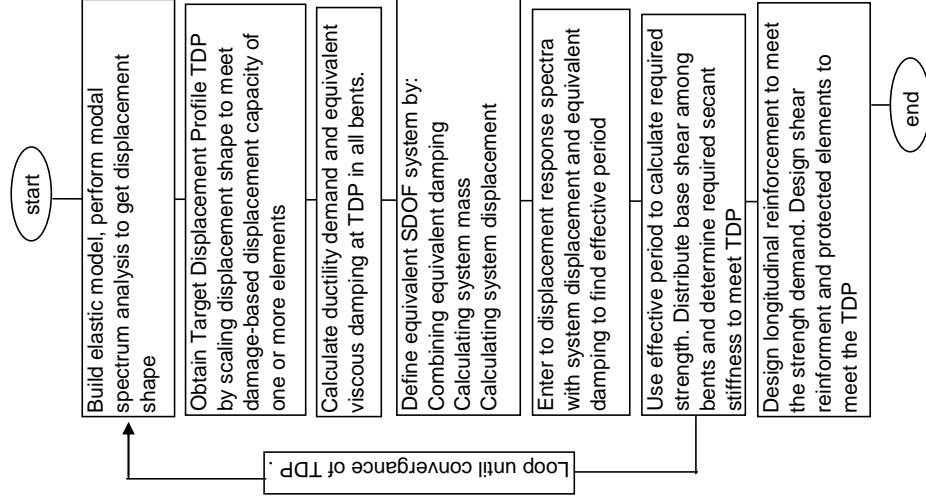 start
Build elastic model, perform modal
spectrum analysis to get displacement
shape
Obtain Target Displacement Profile TDP
by scaling displacement shape to meet
damage-based displacement capacity of
one or more elements
Calculate ductility demand and equivalent
viscous damping at TDP in all bents.
Define equivalent SDOF system by:
Combining equivalent damping
Calculating system mass
Calculating system displacement
Enter to displacement response spectra
with system displacement and equivalent
damping to find effective period
Use effective period to calculate required
strength. Distribute base shear among
bents and determine required secant
stiffness to meet TDP
Design longitudinal reinforcement to meet
the strengh demand. Design shear
reinforment and protected elements to
meet the TDP
end
Loop until convergance of TDP .